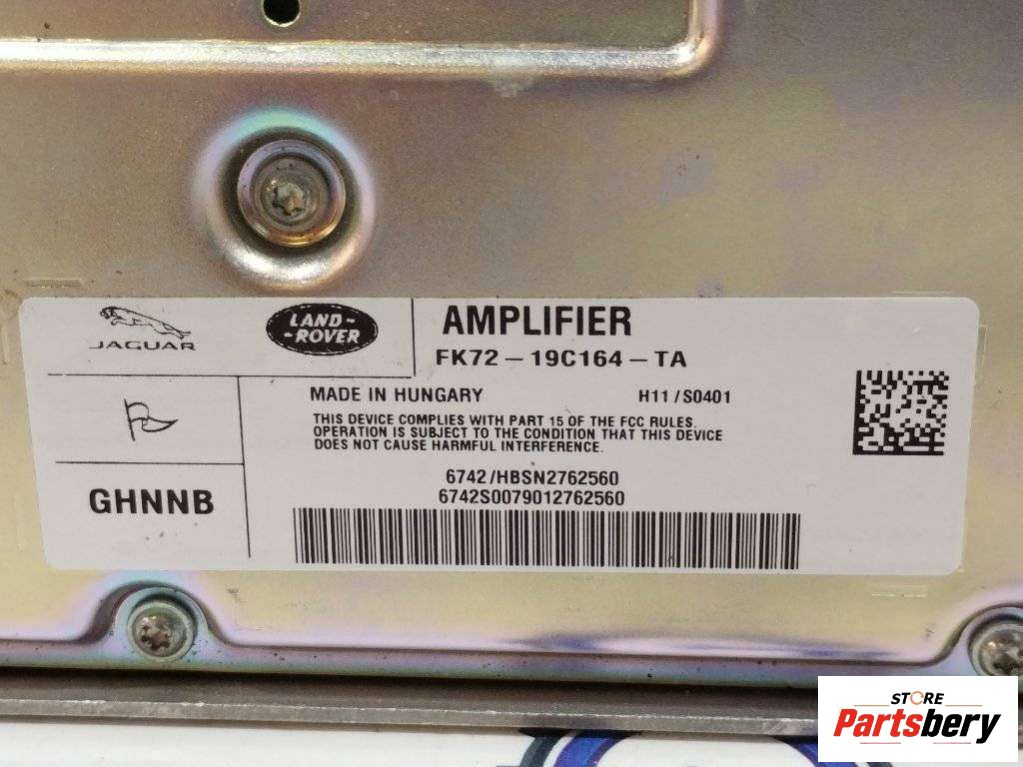 JAGUAR
LAND-
-ROVER
AMPLIFIER
FK72-19C164-TA
MADE IN HUNGARY
H11/S0401
THIS DEVICE COMPLIES WITH PART 15 OF THE FCC RULES.
OPERATION IS SUBJECT TO THE CONDITION THAT THIS DEVICE
DOES NOT CAUSE HARMFUL INTERFERENCE.
GHNNB
6742/HBSN2762560
6742S0079012762560
STORE
Partsbery